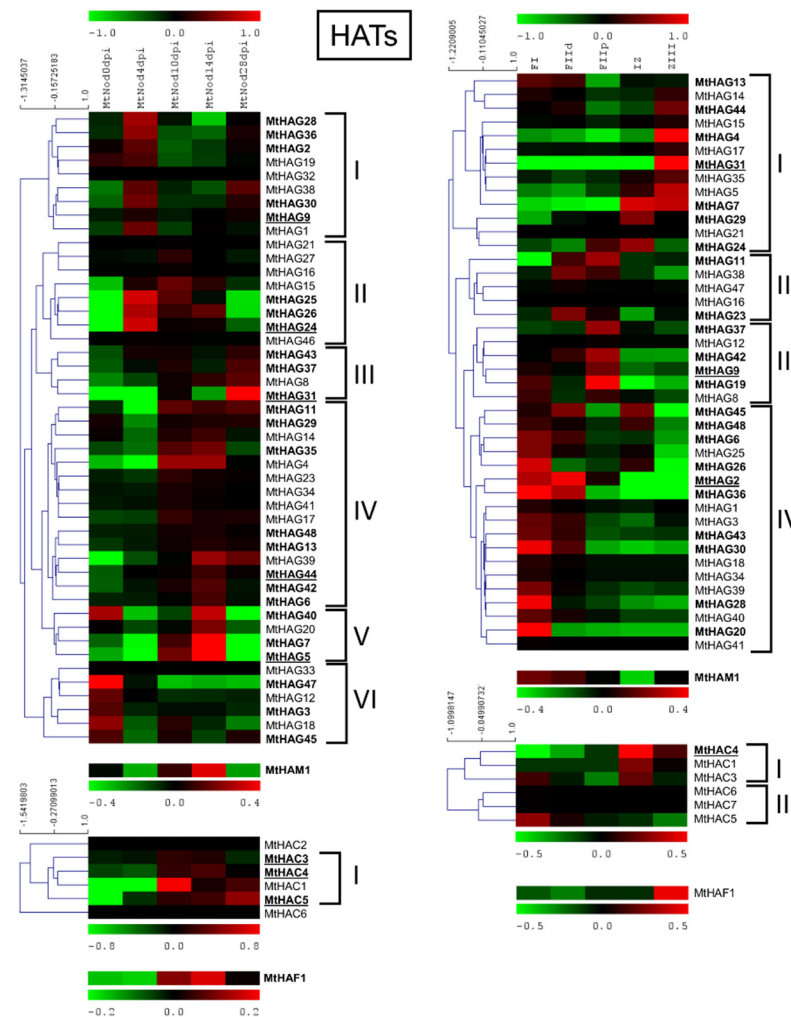 HATs
-1.0 0.0 1.0
-1.3145037 -0.15725183 1.0
MtNod0dpi MtNod4dpi MtNod10dpi MtNod14dpi MtNod28dpi
MtHAG28
MtHAG36
MtHAG2
MtHAG19
MtHAG32
MtHAG38
MtHAG30
MtHAG9
MtHAG1
I
MtHAG21
MtHAG27
MtHAG16
MtHAG15
MtHAG25
MtHAG26
MtHAG24
MtHAG46
II
MtHAG43
MtHAG37
MtHAG8
MtHAG31
III
MtHAG11
MtHAG29
MtHAG14
MtHAG35
MtHAG4
MtHAG23
MtHAG34
MtHAG41
MtHAG17
MtHAG48
MtHAG13
MtHAG39
MtHAG44
MtHAG42
MtHAG6
IV
MtHAG40
MtHAG20
MtHAG7
MtHAG5
V
MtHAG33
MtHAG47
MtHAG12
MtHAG3
MtHAG18
MtHAG45
VI
MtHAM1
-0.4 0.0 0.4
-1.5419803 -0.27099013 1.0
MtHAC2
MtHAC3
MtHAC4
MtHAC1
MtHAC5
I
MtHAC6
-0.8 0.0 0.8
MtHAF1
-0.2 0.0 0.2
-1.0 0.0 1.0
-1.2209005 -0.11045027 1.0
FI FIId FIIp IZ ZIII
MtHAG13
MtHAG14
MtHAG44
MtHAG15
MtHAG4
MtHAG17
MtHAG31
MtHAG35
MtHAG5
MtHAG7
MtHAG29
MtHAG21
MtHAG24
I
MtHAG11
MtHAG38
MtHAG47
MtHAG16
MtHAG23
II
MtHAG37
MtHAG12
MtHAG42
MtHAG9
MtHAG19
MtHAG8
II
MtHAG45
MtHAG48
MtHAG6
MtHAG25
MtHAG26
MtHAG2
MtHAG36
MtHAG1
MtHAG3
MtHAG43
MtHAG30
MtHAG18
MtHAG34
MtHAG39
MtHAG28
MtHAG40
MtHAG20
MtHAG41
IV
MtHAM1
-0.4 0.0 0.4
-1.0998147 -0.04990732 1.0
MtHAC4
MtHAC1
MtHAC3
I
MtHAC6
MtHAC7
MtHAC5
II
-0.5 0.0 0.5
MtHAF1
-0.5 0.0 0.5